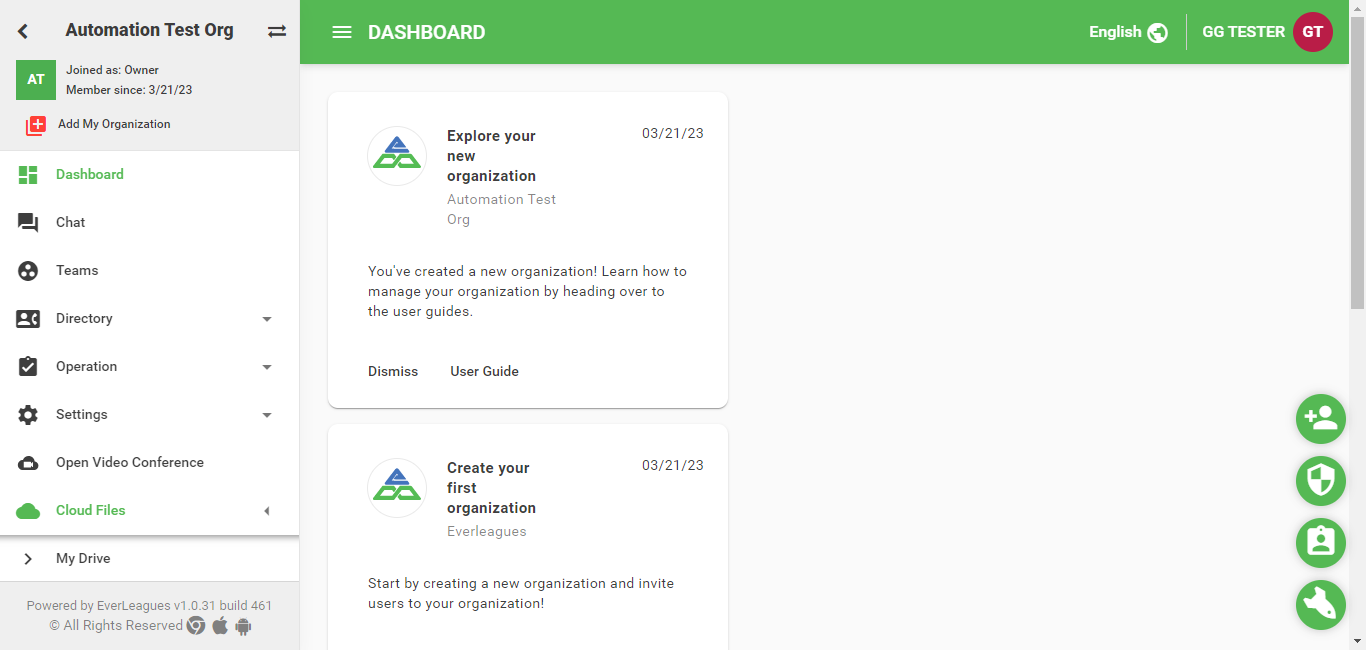 Automation Test Org
AT
Joined as: Owner
Member since: 3/21/23
Add My Organization
Dashboard
Chat
Teams
Directory
Operation
Settings
Open Video Conference
Cloud Files
My Drive
Powered by EverLeagues v1.0.31 build 461
© All Rights Reserved
DASHBOARD
English
GG TESTER
GT
Explore your
new
organization
03/21/23
Automation Test
Org
You've created a new organization! Learn how to
manage your organization by heading over to
the user guides.
Dismiss
User Guide
Create your
first
organization
03/21/23
Everleagues
Start by creating a new organization and invite
users to your organization!